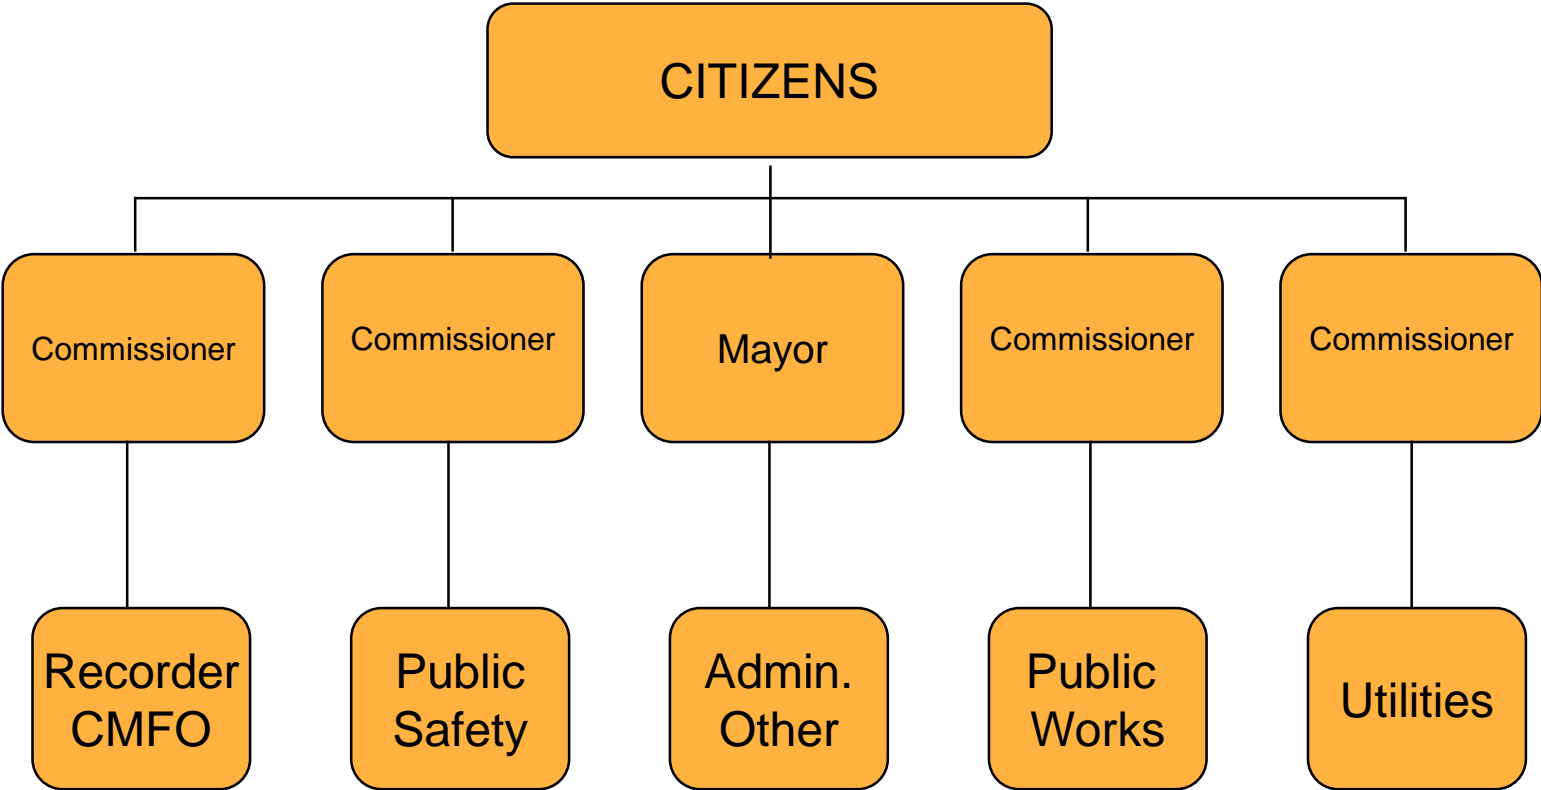 CITIZENS
Commissioner
Commissioner
Mayor
Commissioner
Commissioner
Recorder
CMFO
Public
Safety
Admin.
Other
Public
Works
Utilities